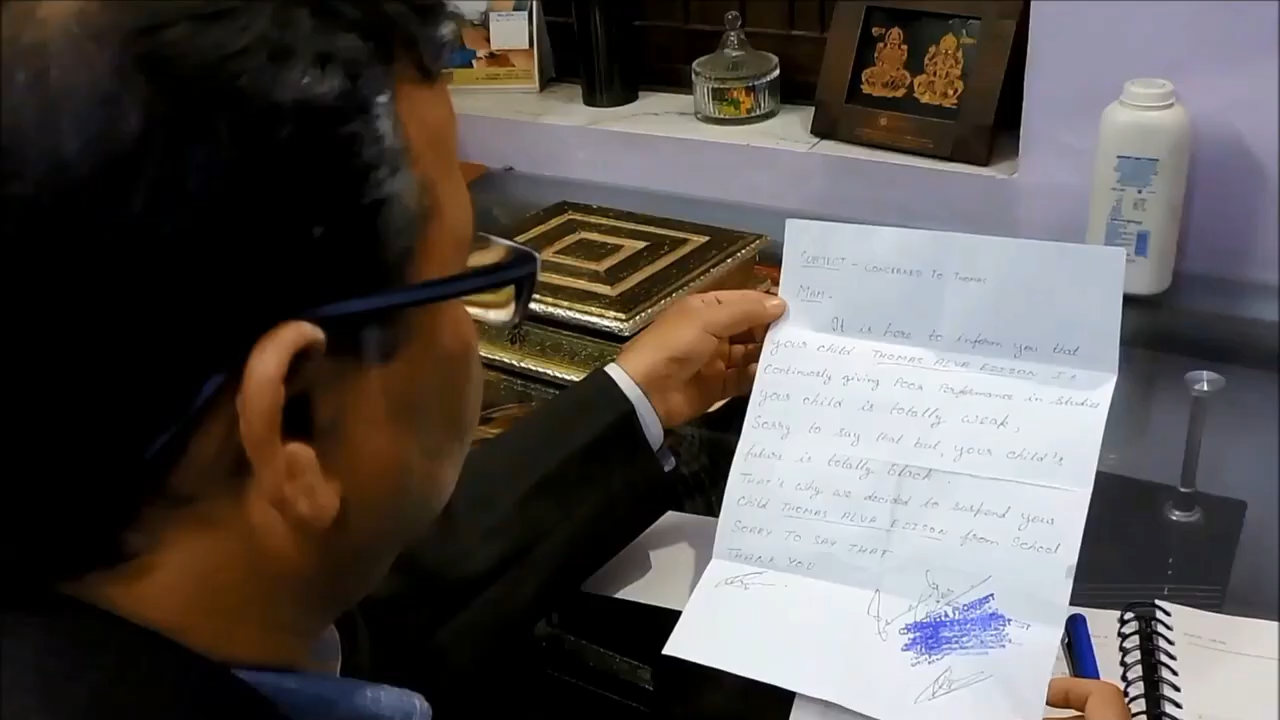 SUBJECT - CONCERNED TO THOMAS
MAM.
It is here to inform you that
your child THOMAS ALVA EDISON IS
Continuosly giving Poor Performance in studies
your child is totally weak,
Sorry to say that but, your child's
future is totally black.
THAT'S why we decided to suspend your
child THOMAS ALVA EDISON from School
SORRY TO SAY THAT
THANK YOU